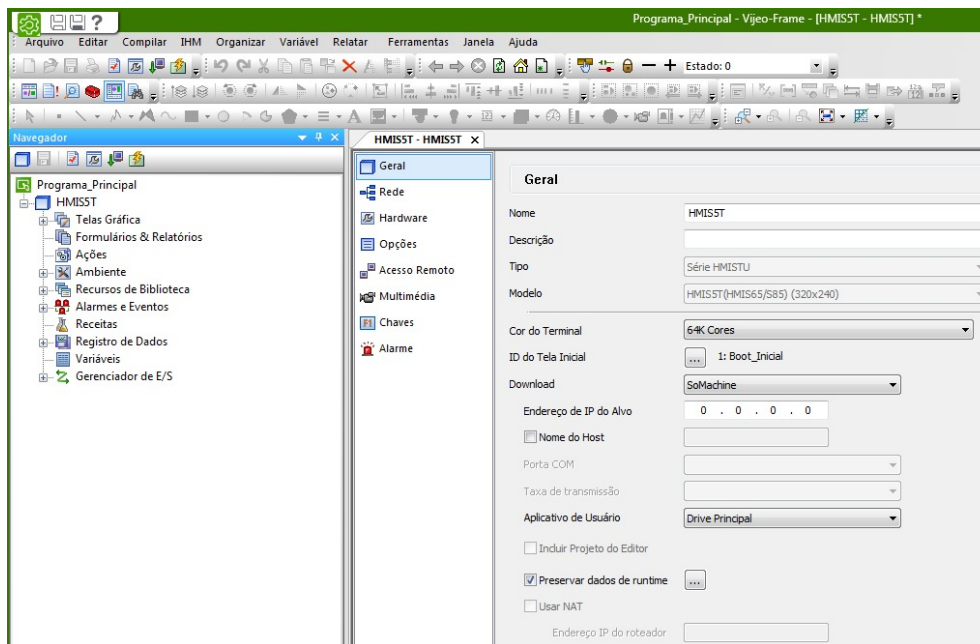 Programa_Principal - Vijeo-Frame - [HMIS5T - HMIS5T] *
Arquivo Editar Compilar IHM Organizar Variável Relatar Ferramentas Janela Ajuda
Estado: 0
Navegador
HMIS5T - HMIS5T X
Programa_Principal
HMIS5T
Telas Gráfica
Formulários & Relatórios
Ações
Ambiente
Recursos de Biblioteca
Alarmes e Eventos
Receitas
Registro de Dados
Variáveis
Gerenciador de E/S
Geral
Rede
Hardware
Opções
Acesso Remoto
Multimédia
F1 Chaves
Alarme
Geral
Nome HMIS5T
Descrição
Tipo Série HMISTU
Modelo HMIS5T(HMIS65/S85) (320x240)
Cor do Terminal 64K Cores
ID do Tela Inicial ... 1: Boot_Inicial
Download SoMachine
Endereço de IP do Alvo 0 . 0 . 0 . 0
Nome do Host
Porta COM
Taxa de transmissão
Aplicativo de Usuário Drive Principal
Incluir Projeto do Editor
Preservar dados de runtime ...
Usar NAT
Endereço IP do roteador